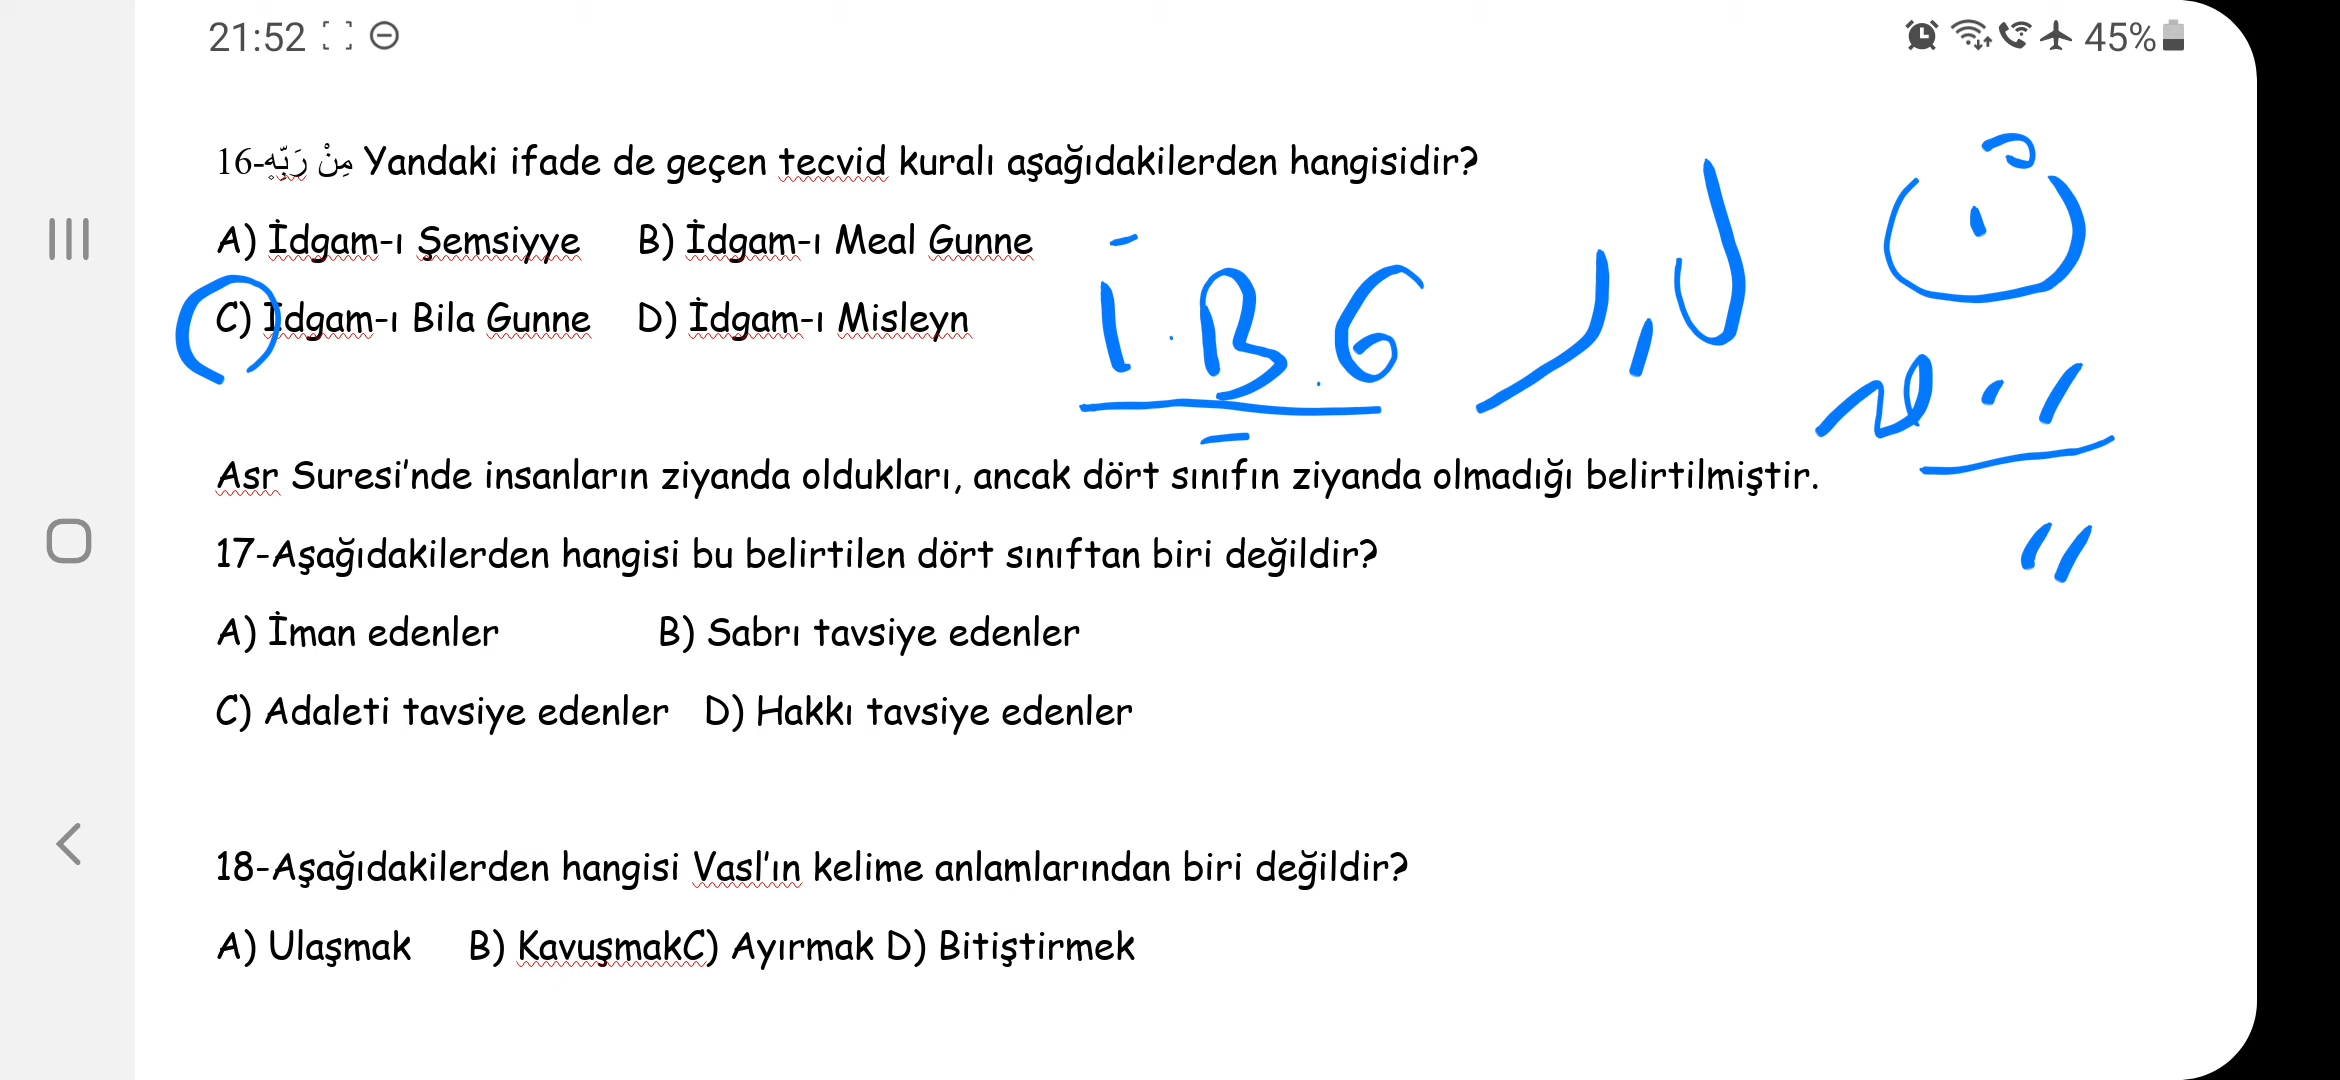 21:52 45%
16-مِنْ رَبِّهِ Yandaki ifade de geçen tecvid kuralı aşağıdakilerden hangisidir?
A) İdgam-ı Şemsiyye B) İdgam-ı Meal Gunne
C) İdgam-ı Bila Gunne D) İdgam-ı Misleyn
İ.B.G ر ل نْ
Asr Suresi'nde insanların ziyanda oldukları, ancak dört sınıfın ziyanda olmadığı belirtilmiştir.
17-Aşağıdakilerden hangisi bu belirtilen dört sınıftan biri değildir?
A) İman edenler B) Sabrı tavsiye edenler
C) Adaleti tavsiye edenler D) Hakkı tavsiye edenler
18-Aşağıdakilerden hangisi Vasl'ın kelime anlamlarından biri değildir?
A) Ulaşmak B) KavuşmakC) Ayırmak D) Bitiştirmek